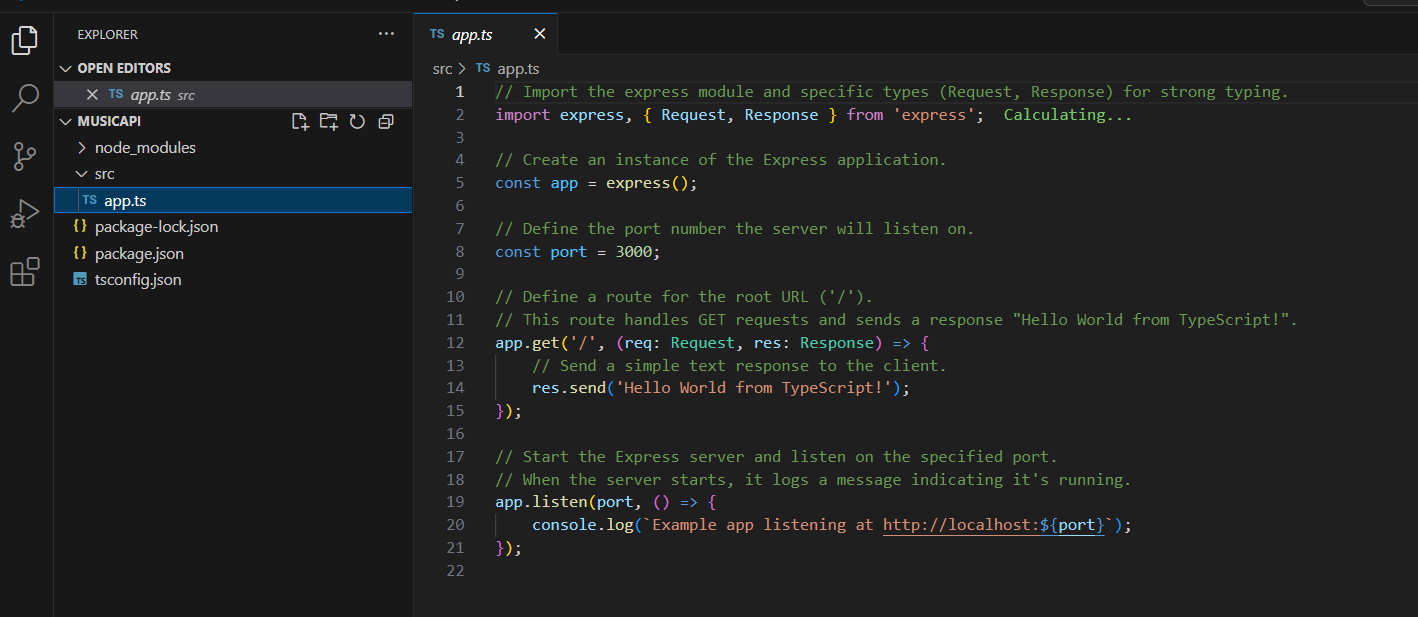 EXPLORER
OPEN EDITORS
TS app.ts src
MUSICAPI
node_modules
src
TS app.ts
{} package-lock.json
{} package.json
TS tsconfig.json
TS app.ts
src > TS app.ts
1 // Import the express module and specific types (Request, Response) for strong typing.
2 import express, { Request, Response } from 'express'; Calculating...
3
4 // Create an instance of the Express application.
5 const app = express();
6
7 // Define the port number the server will listen on.
8 const port = 3000;
9
10 // Define a route for the root URL ('/').
11 // This route handles GET requests and sends a response "Hello World from TypeScript!".
12 app.get('/', (req: Request, res: Response) => {
13 // Send a simple text response to the client.
14 res.send('Hello World from TypeScript!');
15 });
16
17 // Start the Express server and listen on the specified port.
18 // When the server starts, it logs a message indicating it's running.
19 app.listen(port, () => {
20 console.log(`Example app listening at http://localhost:${port}`);
21 });
22